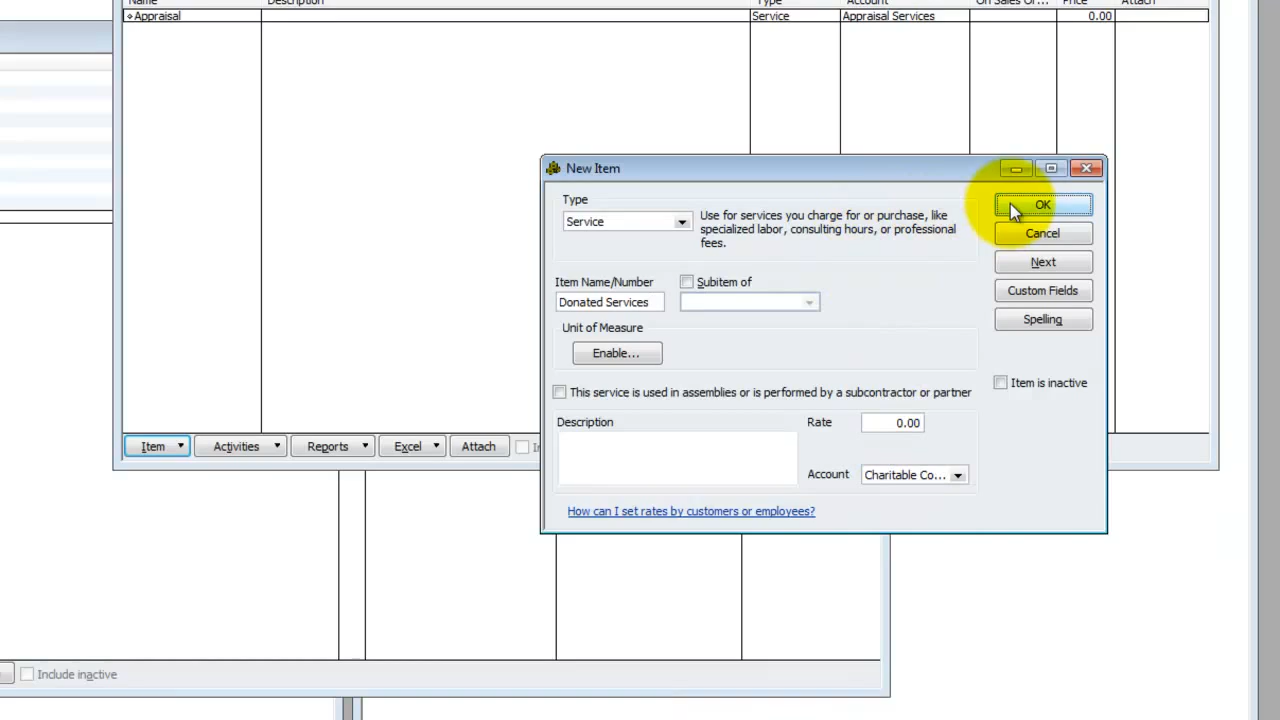 Name Description Type Account On Sales Or... Price Attach
Appraisal Service Appraisal Services 0.00
New Item
Type
Service
Use for services you charge for or purchase, like
specialized labor, consulting hours, or professional
fees.
OK
Cancel
Next
Custom Fields
Spelling
Item Name/Number
Subitem of
Donated Services
Unit of Measure
Enable...
Item is inactive
This service is used in assemblies or is performed by a subcontractor or partner
Description
Rate 0.00
Account Charitable Co...
How can I set rates by customers or employees?
Item Activities Reports Excel Attach
Include inactive